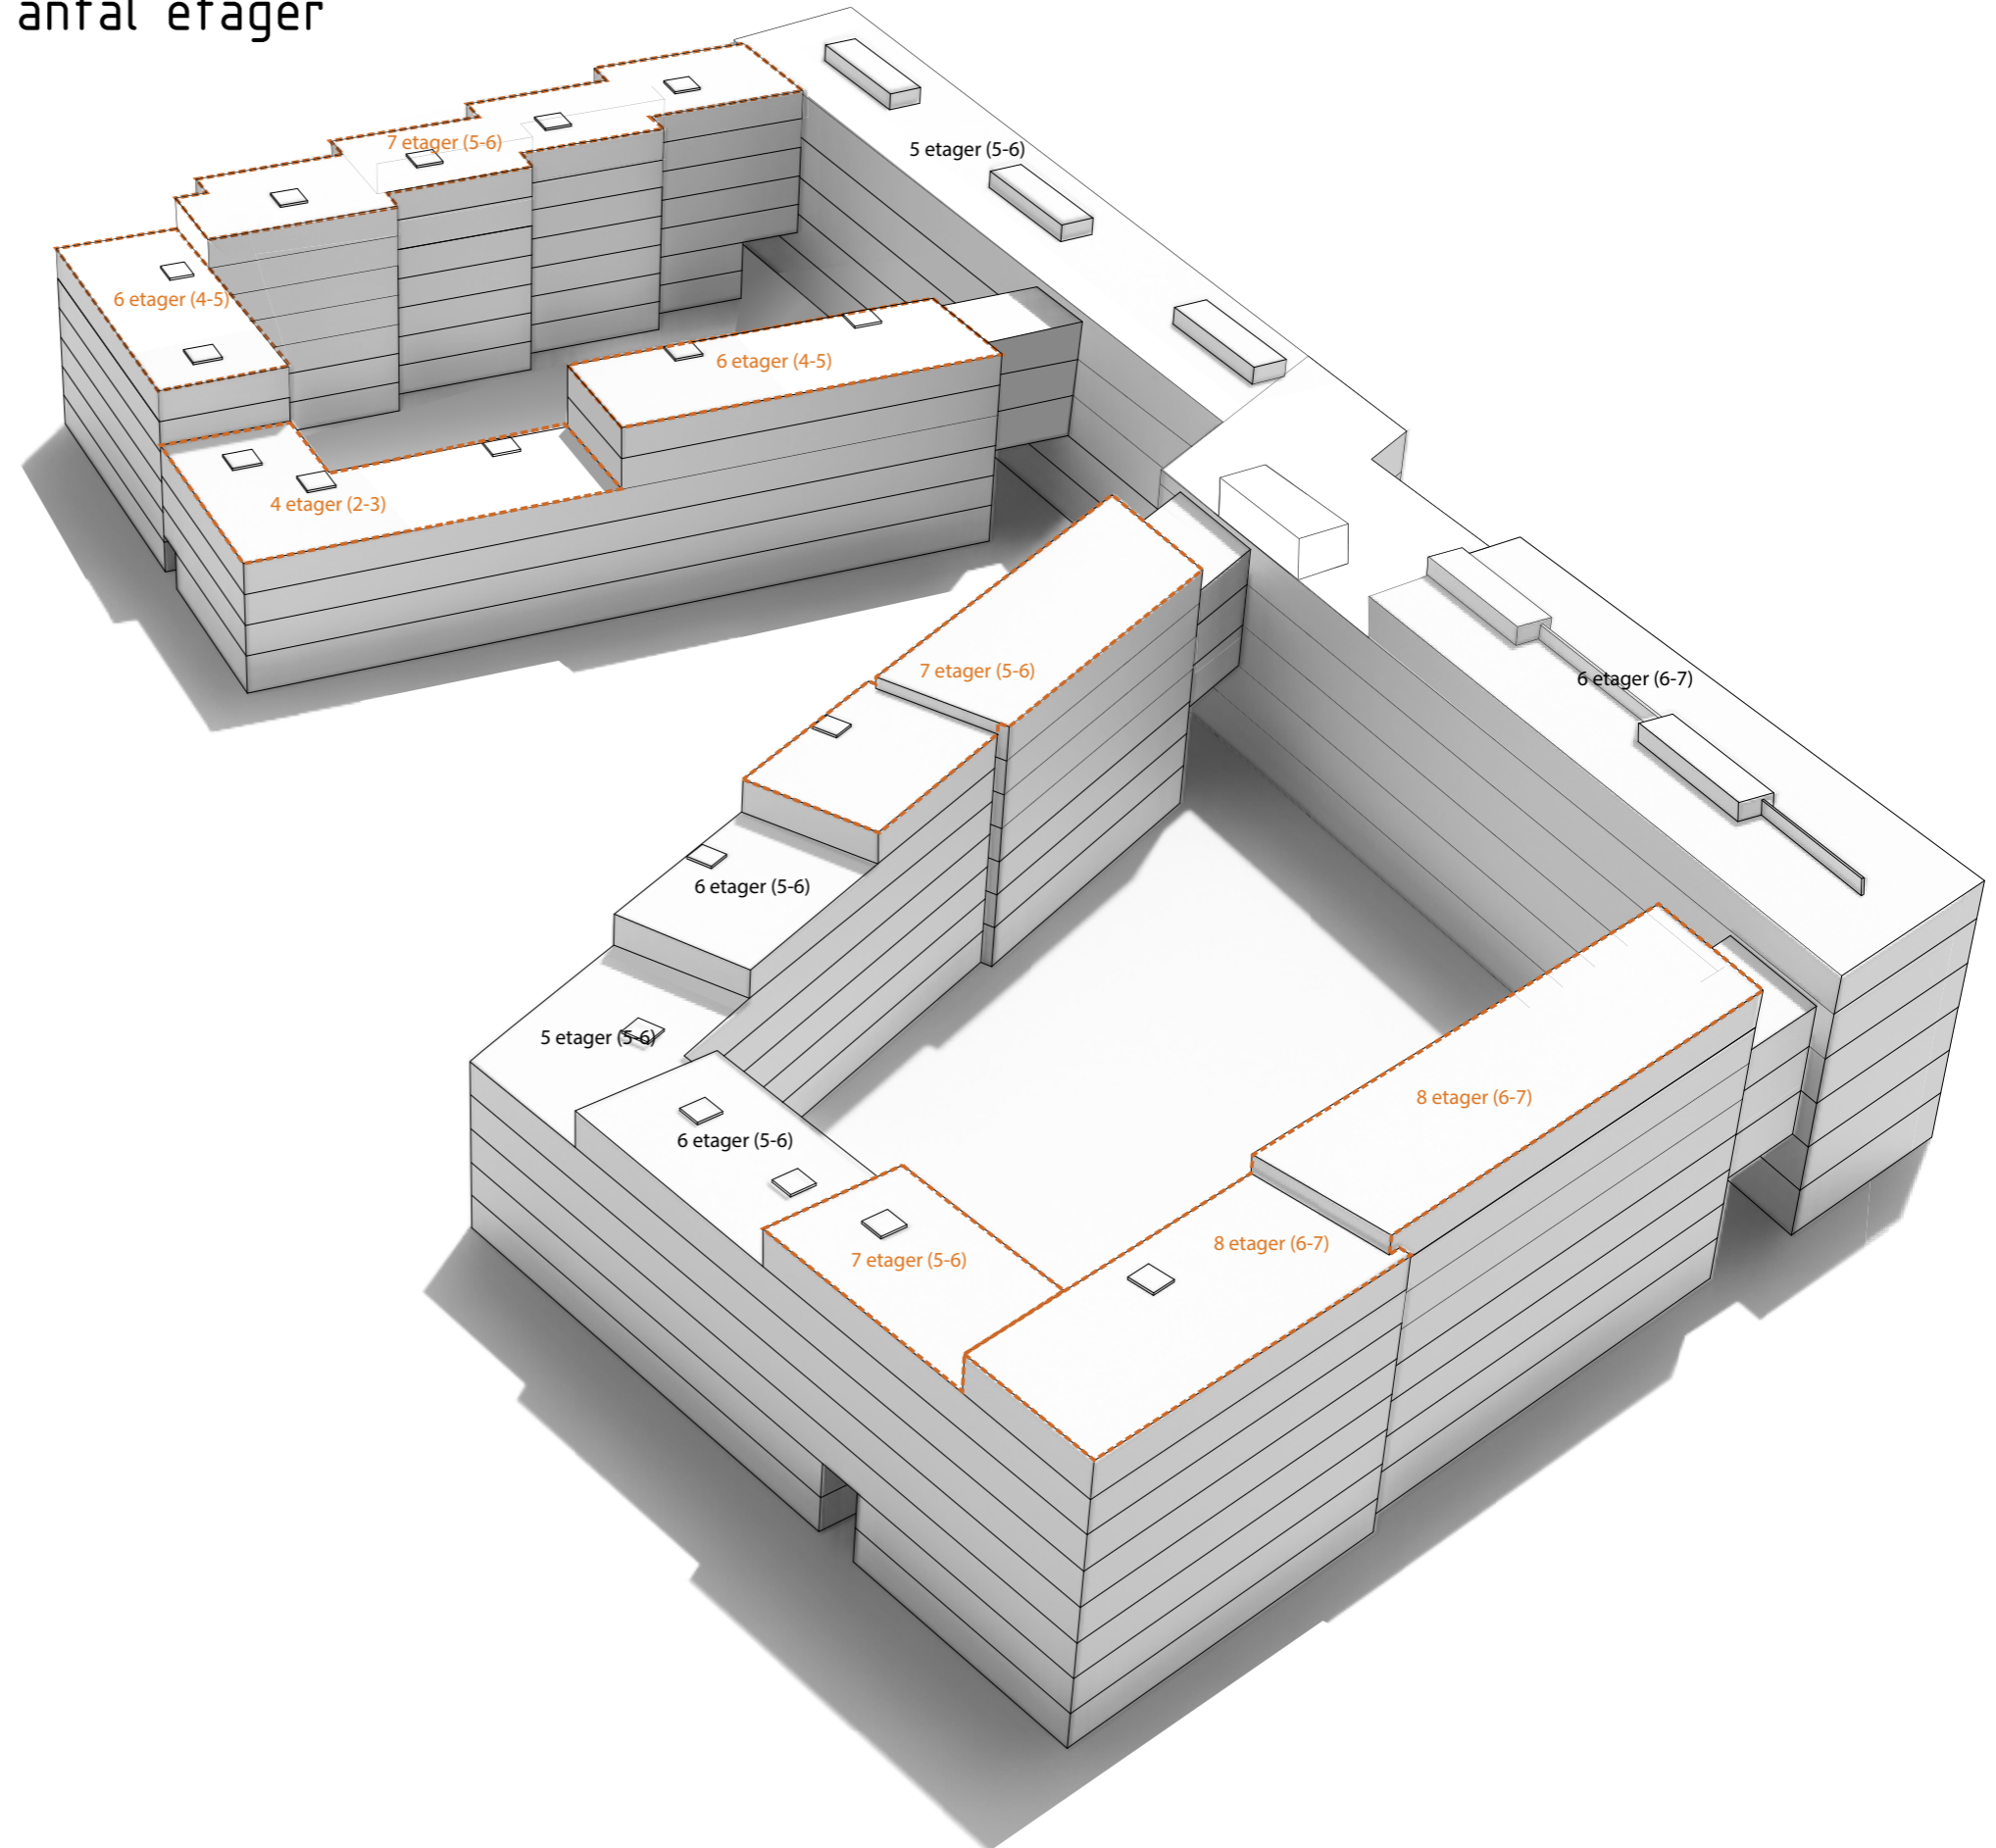 antal etager
7 etager (5-6)
5 etager (5-6)
6 etager (4-5)
6 etager (4-5)
4 etager (2-3)
7 etager (5-6)
6 etager (6-7)
6 etager (5-6)
5 etager (5-6)
8 etager (6-7)
6 etager (5-6)
8 etager (6-7)
7 etager (5-6)